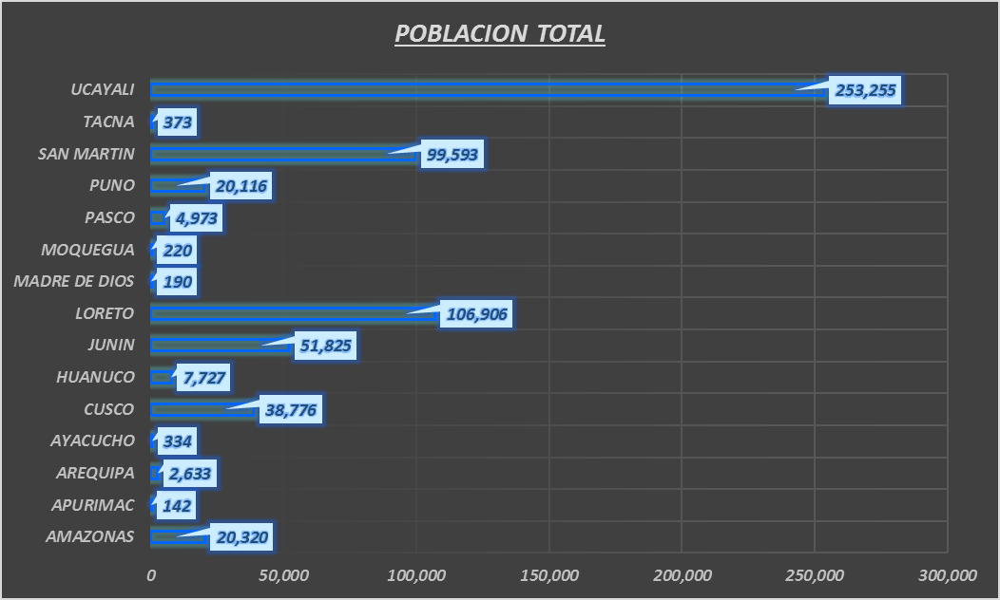 POBLACION TOTAL
UCAYALI 253,255
TACNA 373
SAN MARTIN 99,593
PUNO 20,116
PASCO 4,973
MOQUEGUA 220
MADRE DE DIOS 190
LORETO 106,906
JUNIN 51,825
HUANUCO 7,727
CUSCO 38,776
AYACUCHO 334
AREQUIPA 2,633
APURIMAC 142
AMAZONAS 20,320
0 50,000 100,000 150,000 200,000 250,000 300,000